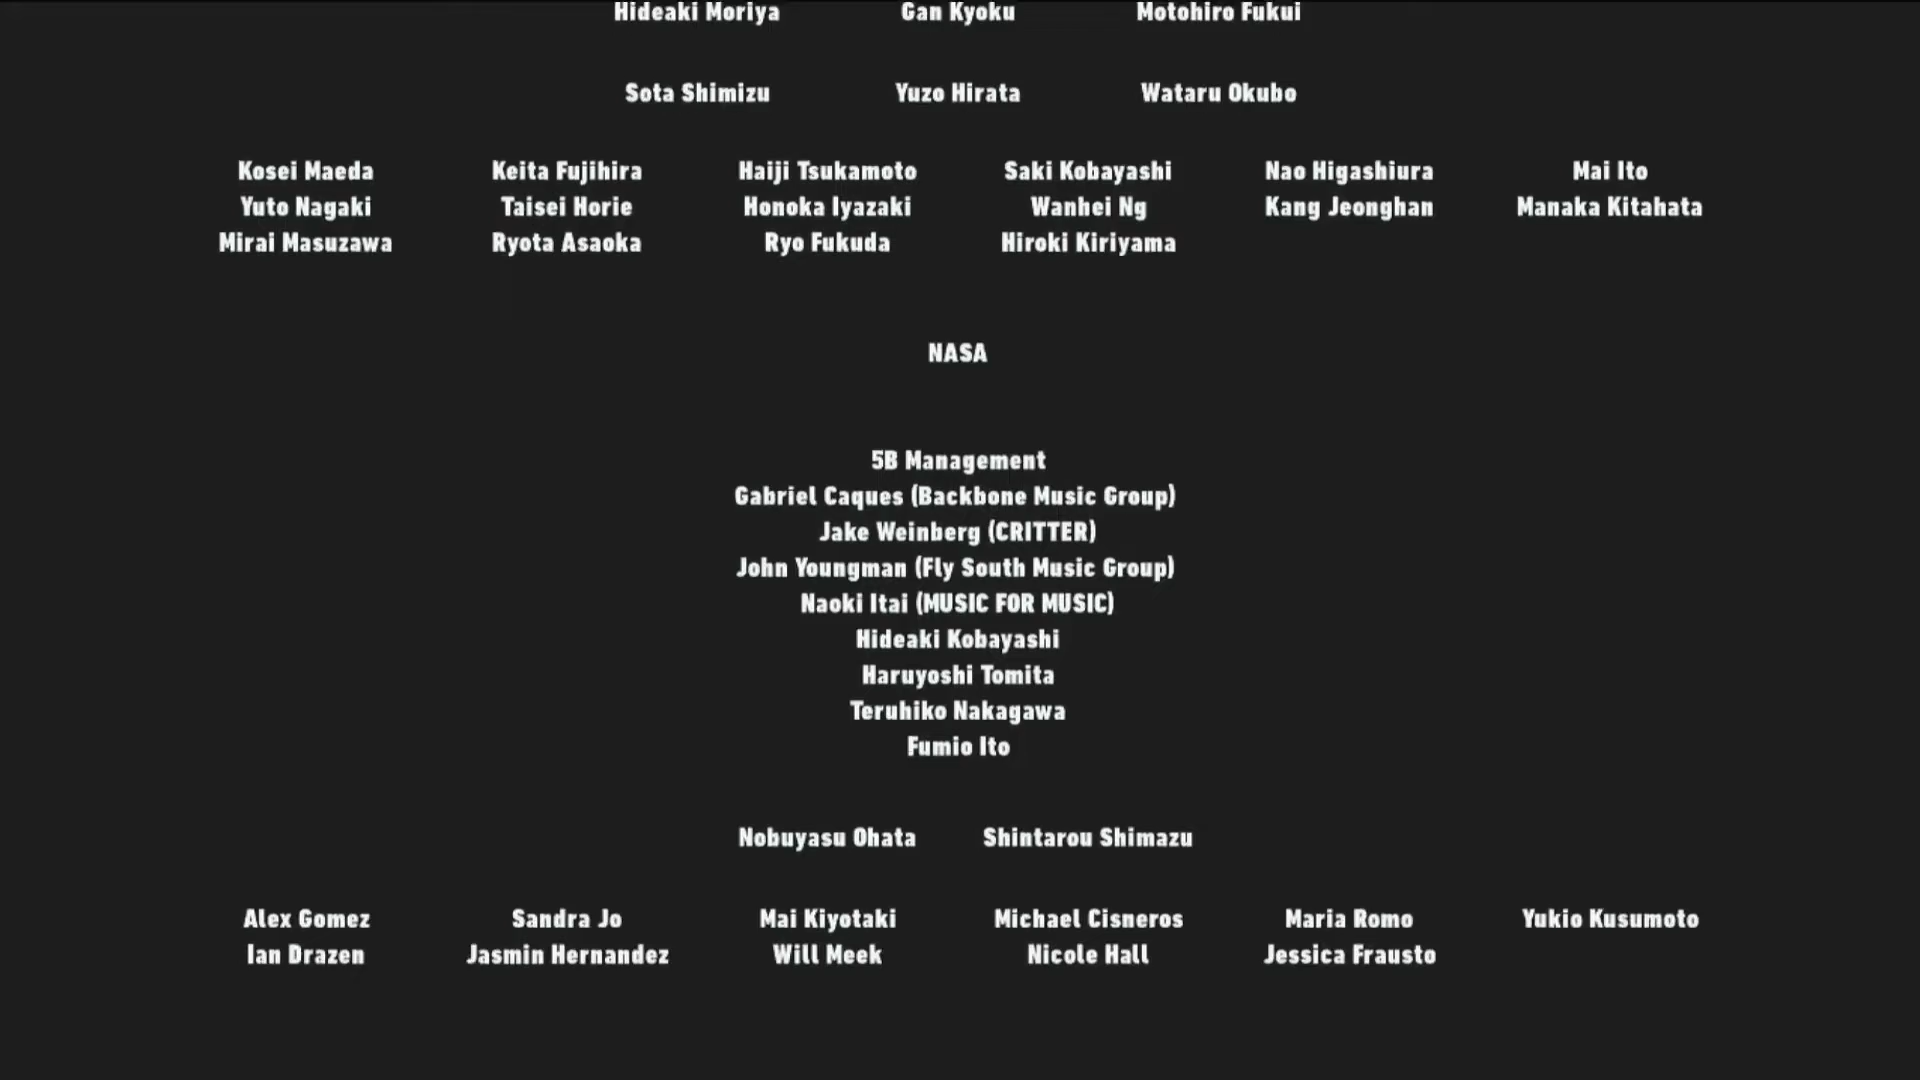 Hideaki Moriya Gan Kyoku Motohiro Fukui
Sota Shimizu Yuzo Hirata Wataru Okubo
Kosei Maeda Keita Fujihira Haiji Tsukamoto Saki Kobayashi Nao Higashiura Mai Ito
Yuto Nagaki Taisei Horie Honoka Iyazaki Wanhei Ng Kang Jeonghan Manaka Kitahata
Mirai Masuzawa Ryota Asaoka Ryo Fukuda Hiroki Kiriyama
NASA
5B Management
Gabriel Caques (Backbone Music Group)
Jake Weinberg (CRITTER)
John Youngman (Fly South Music Group)
Naoki Itai (MUSIC FOR MUSIC)
Hideaki Kobayashi
Haruyoshi Tomita
Teruhiko Nakagawa
Fumio Ito
Nobuyasu Ohata Shintarou Shimazu
Alex Gomez Sandra Jo Mai Kiyotaki Michael Cisneros Maria Romo Yukio Kusumoto
Ian Drazen Jasmin Hernandez Will Meek Nicole Hall Jessica Frausto